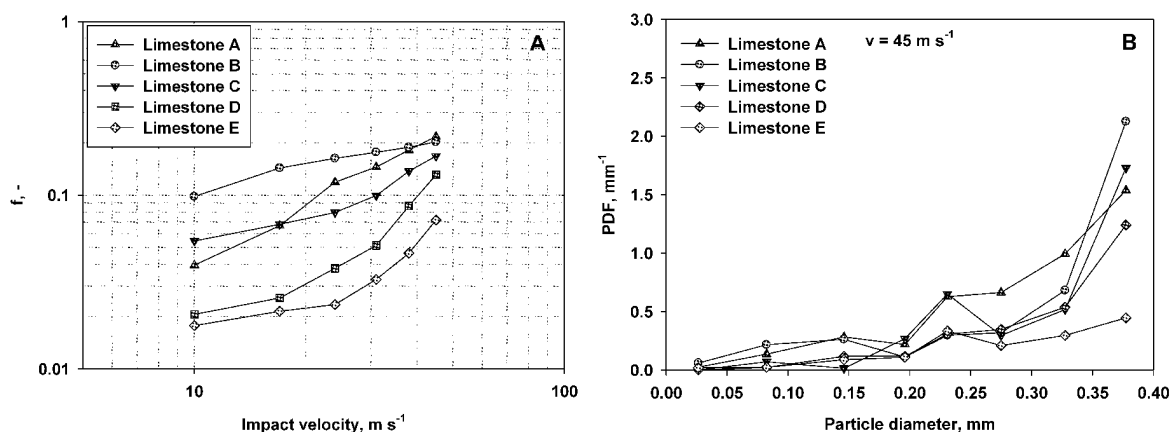 A
1
0.1
0.01
f, -
Limestone A
Limestone B
Limestone C
Limestone D
Limestone E
10
100
Impact velocity, m s⁻¹
B
v = 45 m s⁻¹
3.0
2.5
2.0
1.5
1.0
0.5
0.0
PDF, mm⁻¹
Limestone A
Limestone B
Limestone C
Limestone D
Limestone E
0.00 0.05 0.10 0.15 0.20 0.25 0.30 0.35 0.40
Particle diameter, mm